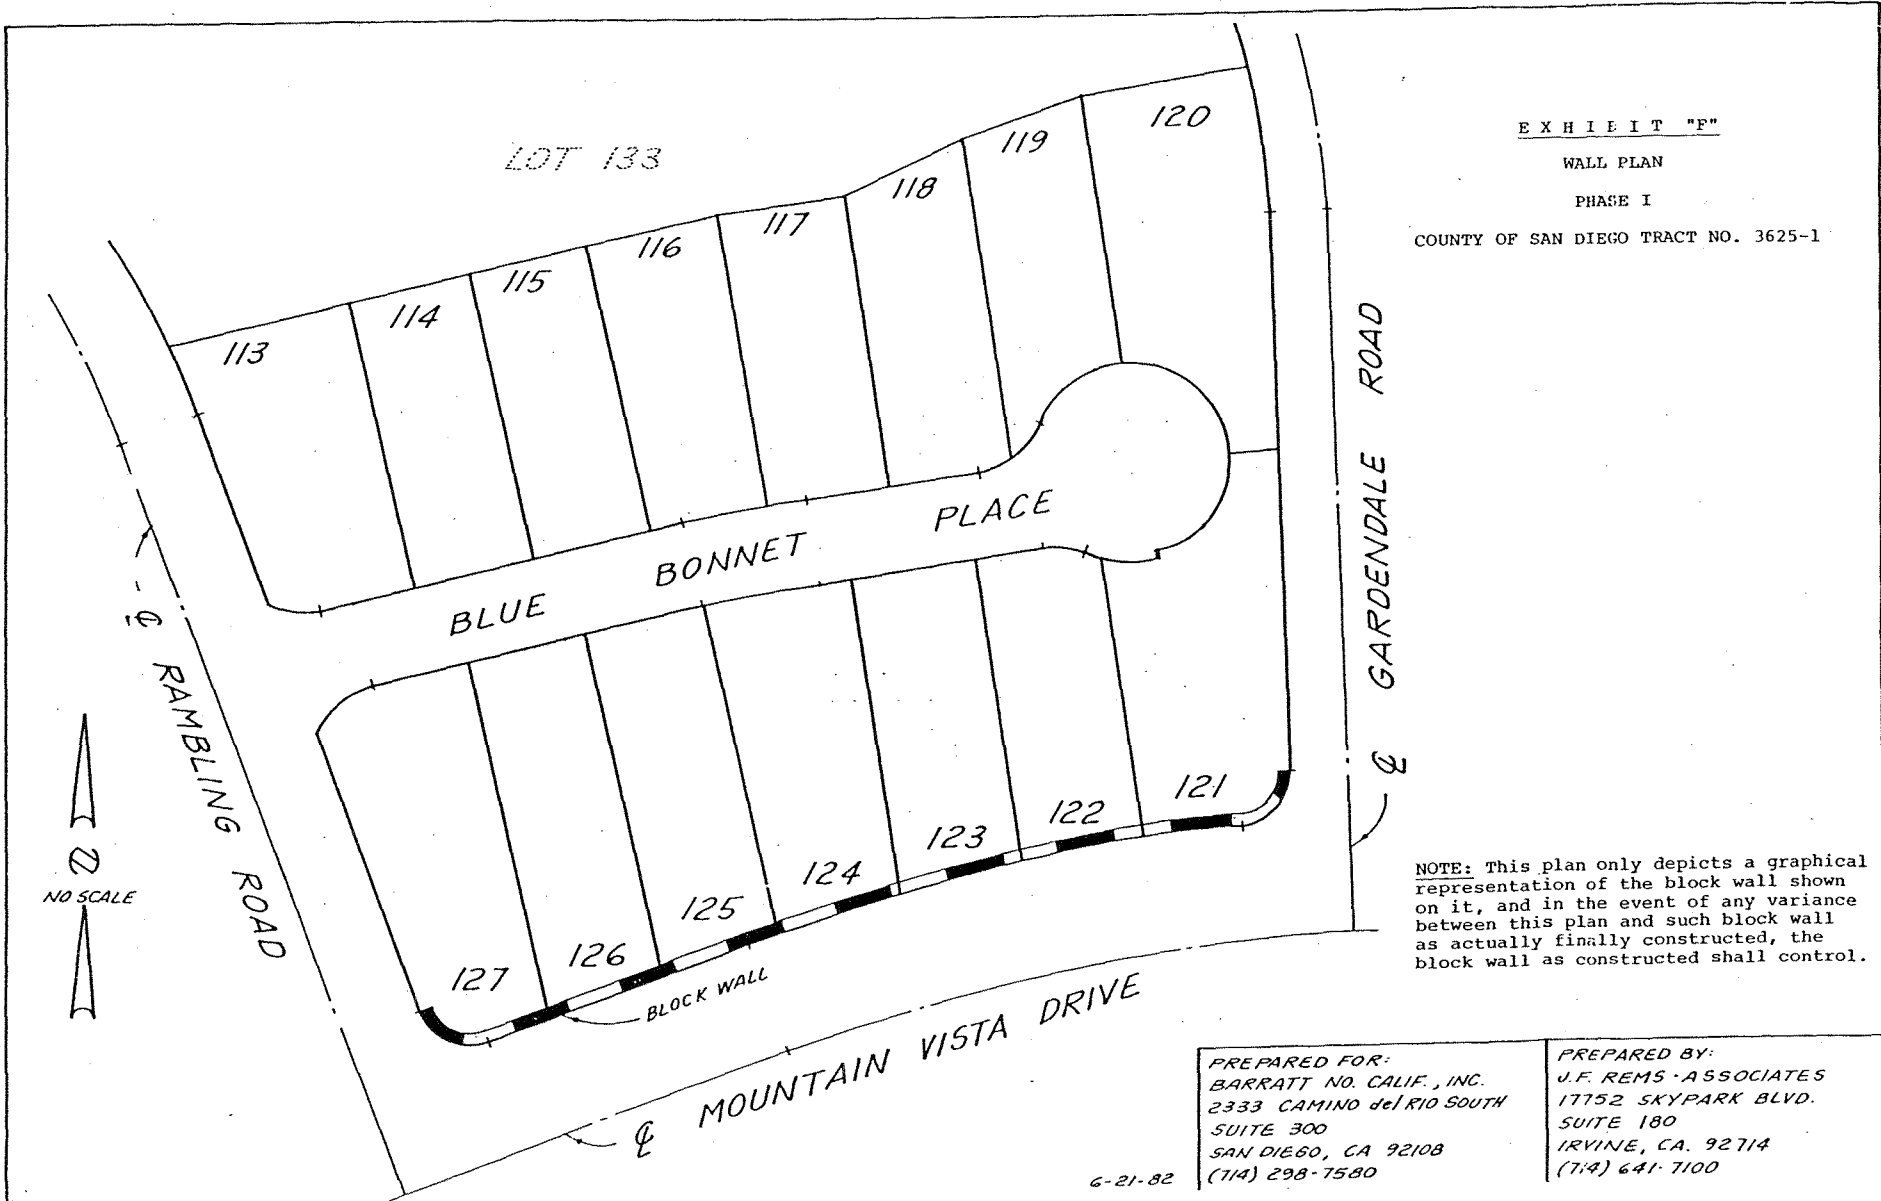 EXHIBIT "F"
WALL PLAN
PHASE I
COUNTY OF SAN DIEGO TRACT NO. 3625-1
LOT 133
113
114
115
116
117
118
119
120
BLUE BONNET PLACE
℄ RAMBLING ROAD
℄ GARDENDALE ROAD
NO SCALE
127
126
125
124
123
122
121
BLOCK WALL
℄ MOUNTAIN VISTA DRIVE
NOTE: This plan only depicts a graphical
representation of the block wall shown
on it, and in the event of any variance
between this plan and such block wall
as actually finally constructed, the
block wall as constructed shall control.
6-21-82
PREPARED FOR:
BARRATT NO. CALIF., INC.
2333 CAMINO del RIO SOUTH
SUITE 300
SAN DIEGO, CA 92108
(714) 298-7580
PREPARED BY:
J.F. REMS · ASSOCIATES
17752 SKYPARK BLVD.
SUITE 180
IRVINE, CA. 92714
(714) 641-7100